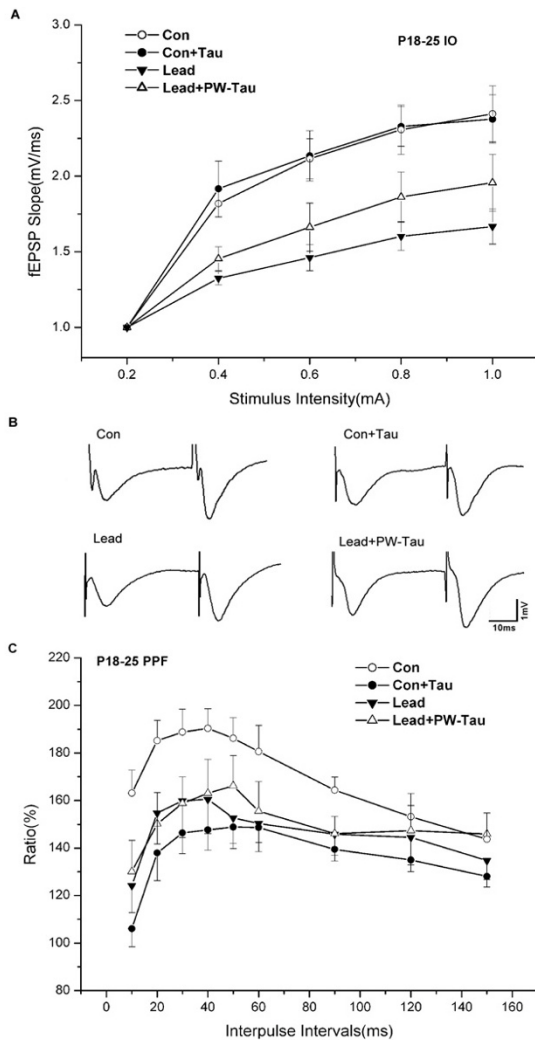 A
Con
Con+Tau
Lead
Lead+PW-Tau
P18-25 IO
3.0
2.5
2.0
1.5
1.0
fEPSP Slope(mV/ms)
0.2 0.4 0.6 0.8 1.0
Stimulus Intensity(mA)
B
Con Con+Tau
Lead Lead+PW-Tau
1mV
10ms
C
P18-25 PPF
Con
Con+Tau
Lead
Lead+PW-Tau
220
200
180
160
140
120
100
80
Ratio(%)
0 20 40 60 80 100 120 140 160
Interpulse Intervals(ms)